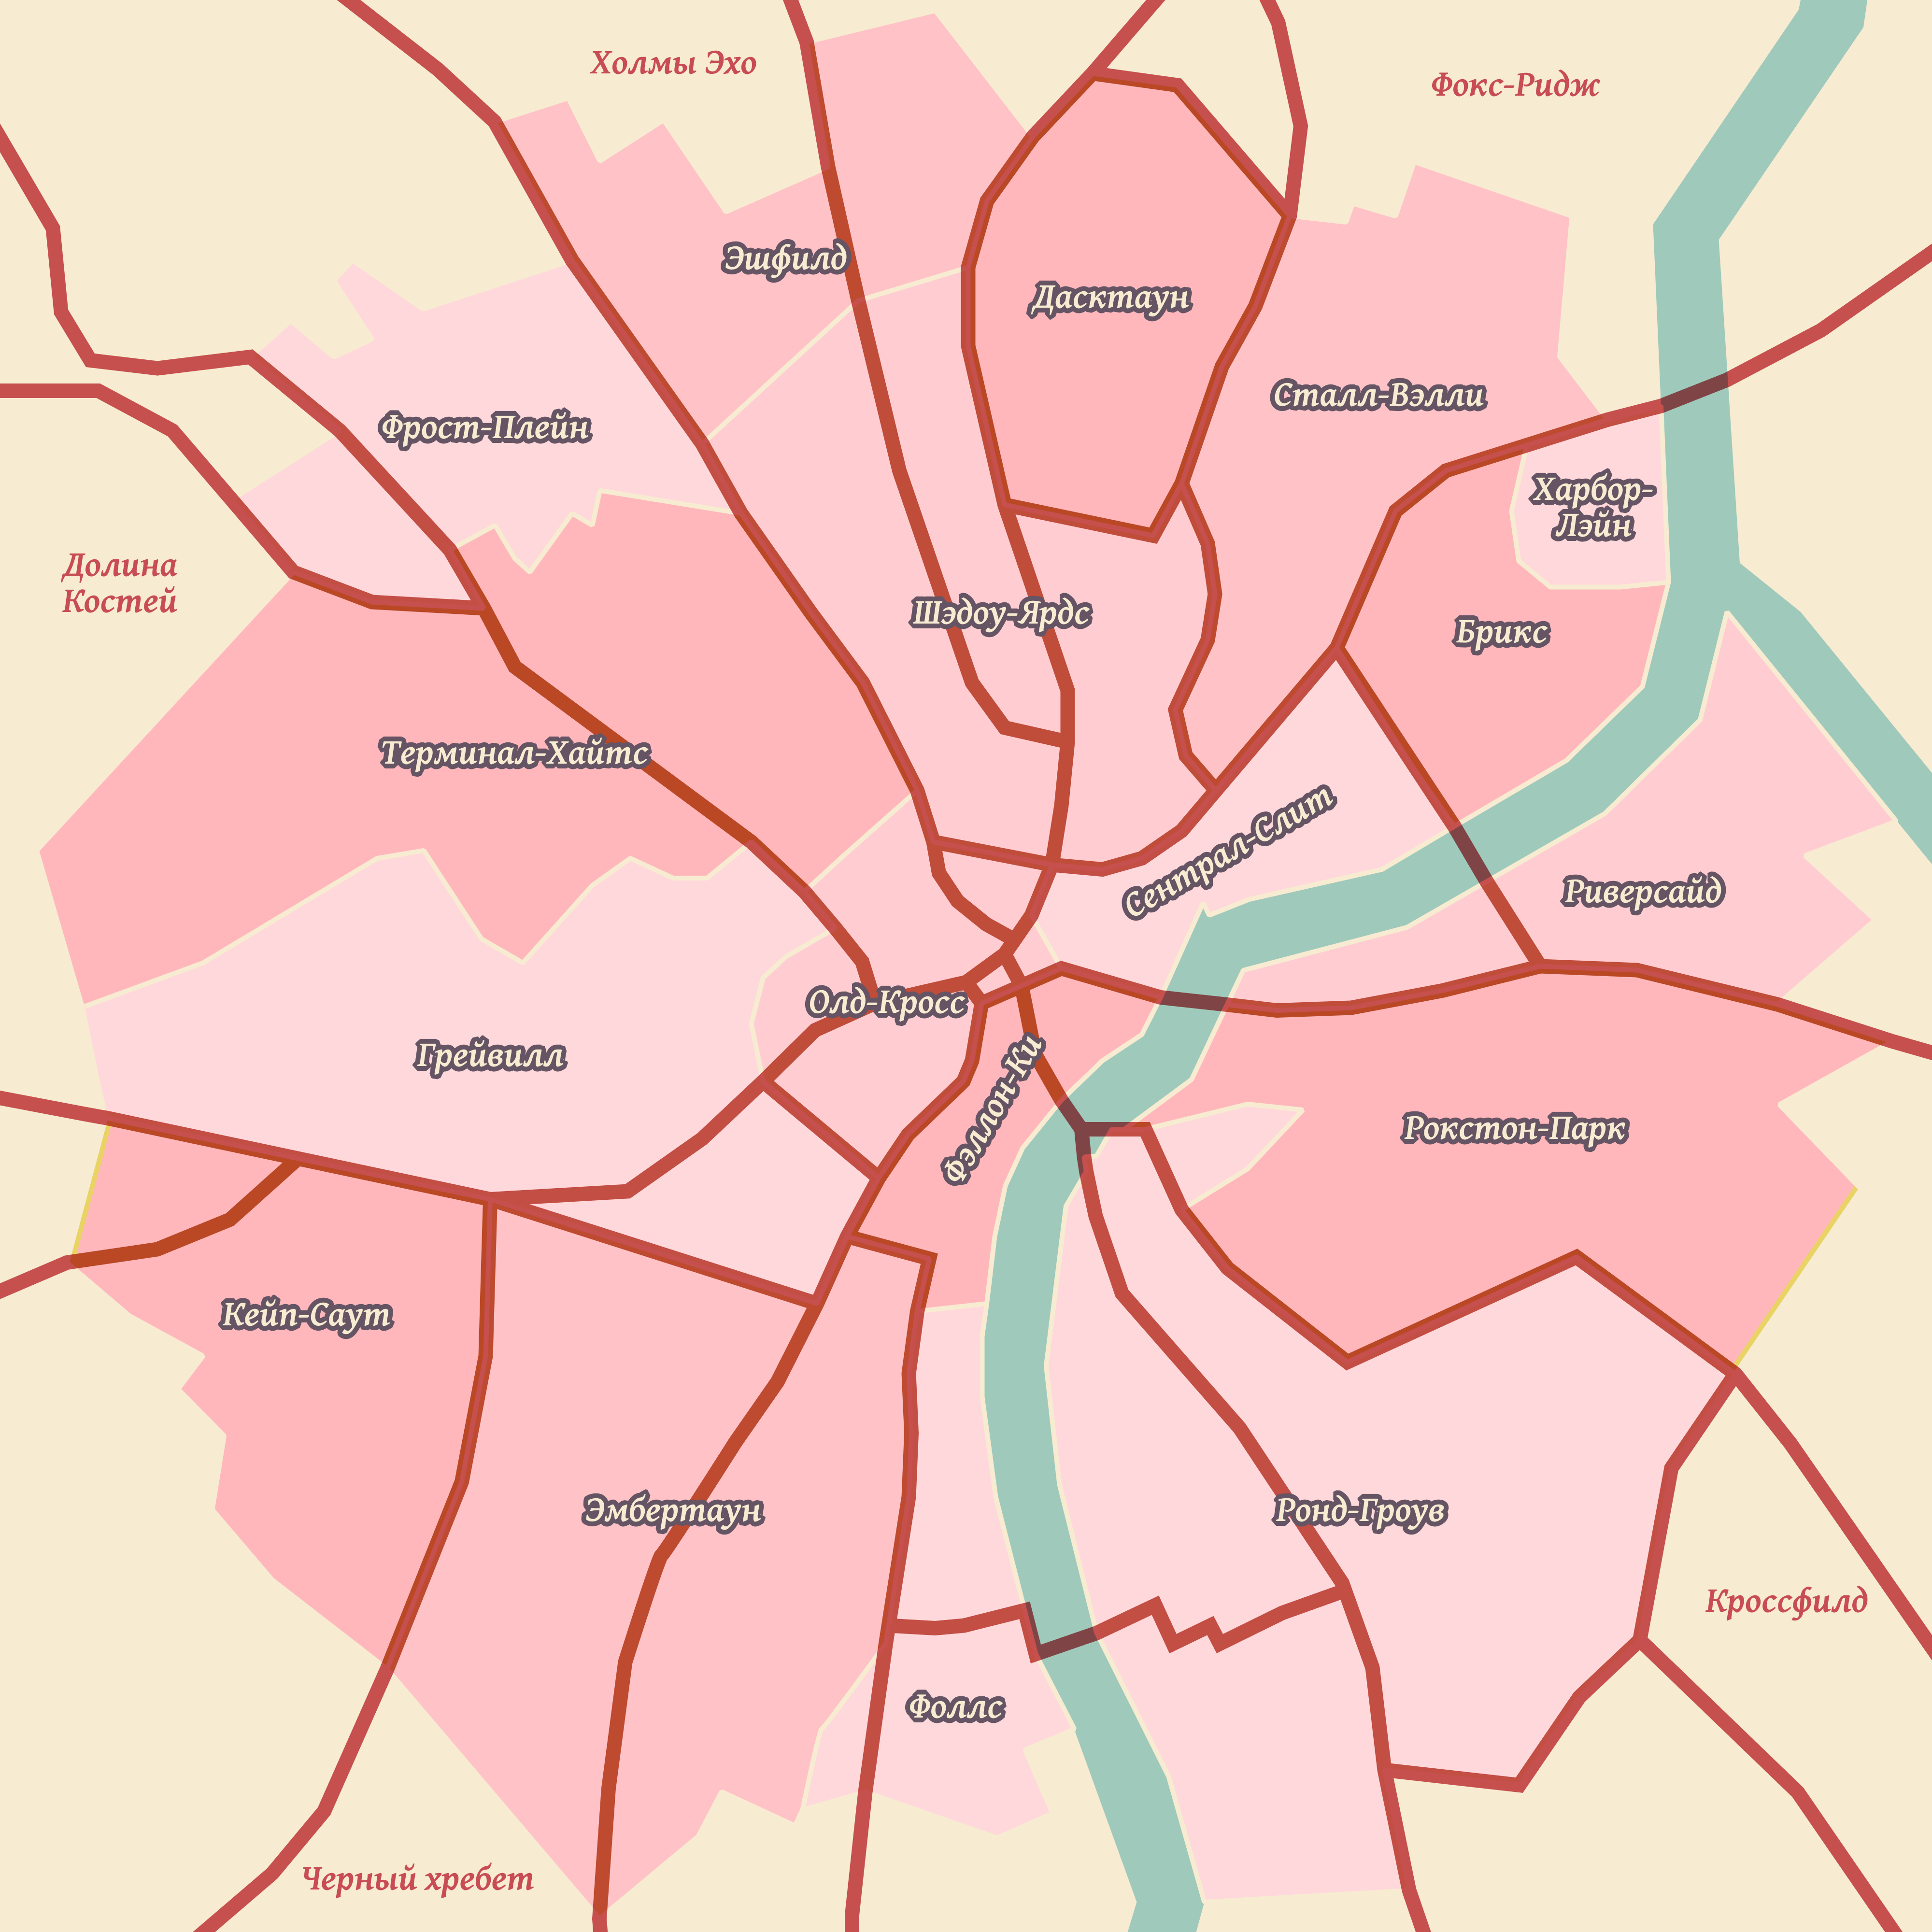 Холмы Эхо
Фокс-Ридж
Эшфилд
Дасктаун
Сталл-Вэлли
Фрост-Плейн
Харбор-
Лэйн
Долина
Костей
Шэдоу-Ярдс
Брикс
Терминал-Хайтс
Сентрал-Слит
Риверсайд
Олд-Кросс
Грейвилл
Фэллон-Ки
Рокстон-Парк
Кейп-Саут
Эмбертаун
Ронд-Гроув
Кроссфилд
Фоллс
Черный хребет